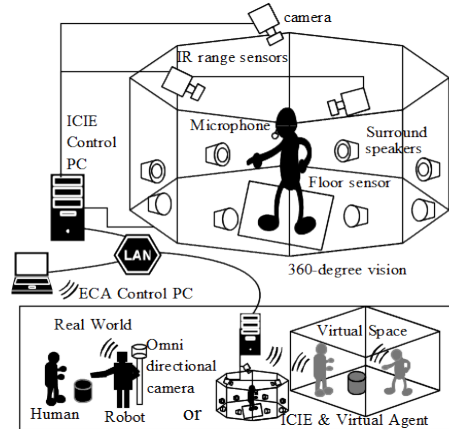 camera
IR range sensors
ICIE
Control
PC
Microphone
Surround
speakers
Floor sensor
LAN
360-degree vision
ECA Control PC
Real World
Omni
directional
camera
Virtual Space
Human
Robot
or
ICIE & Virtual Agent